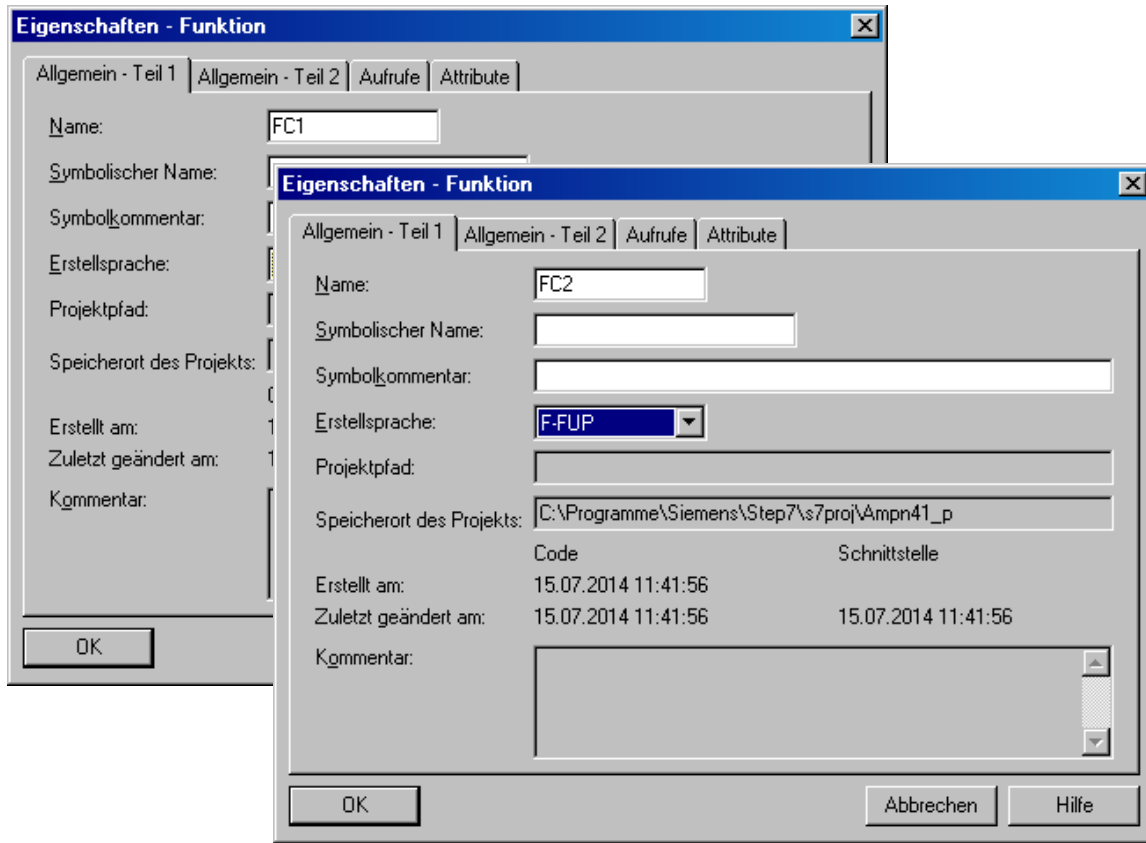 Eigenschaften - Funktion
Allgemein - Teil 1 Allgemein - Teil 2 Aufrufe Attribute
Name: FC1
Symbolischer Name:
Symbolkommentar:
Erstellsprache:
Projektpfad:
Speicherort des Projekts:
Erstellt am:
Zuletzt geändert am:
Kommentar:
OK
Eigenschaften - Funktion
Allgemein - Teil 1 Allgemein - Teil 2 Aufrufe Attribute
Name: FC2
Symbolischer Name:
Symbolkommentar:
Erstellsprache: F-FUP
Projektpfad:
Speicherort des Projekts: C:\Programme\Siemens\Step7\s7proj\Ampn41_p
Code Schnittstelle
Erstellt am: 15.07.2014 11:41:56
Zuletzt geändert am: 15.07.2014 11:41:56 15.07.2014 11:41:56
Kommentar:
OK Abbrechen Hilfe